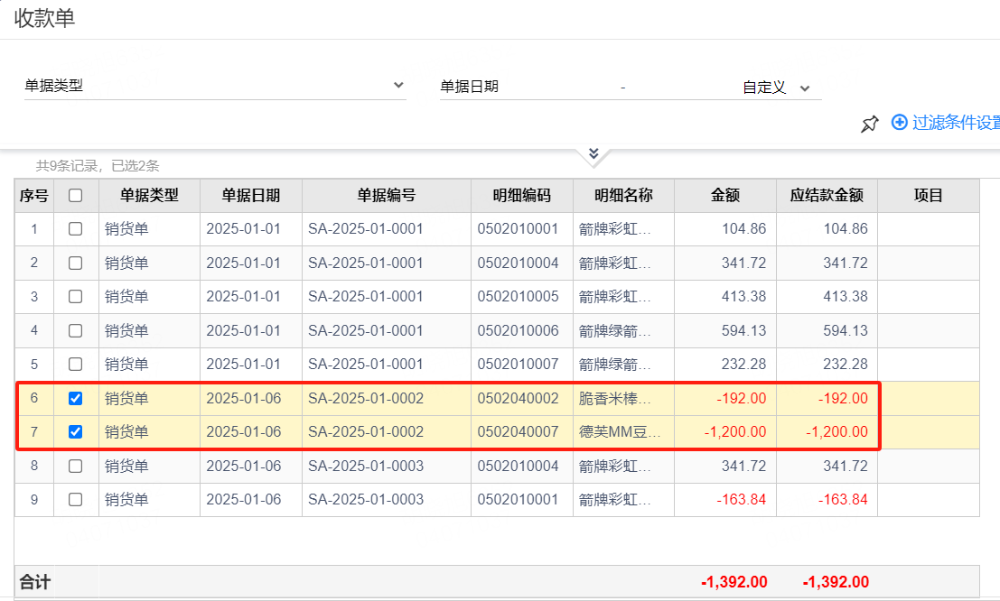 收款单
单据类型 单据日期 - 自定义
过滤条件设置
共9条记录，已选2条
序号 单据类型 单据日期 单据编号 明细编码 明细名称 金额 应结款金额 项目
1 销货单 2025-01-01 SA-2025-01-0001 0502010001 箭牌彩虹... 104.86 104.86
2 销货单 2025-01-01 SA-2025-01-0001 0502010004 箭牌彩虹... 341.72 341.72
3 销货单 2025-01-01 SA-2025-01-0001 0502010005 箭牌彩虹... 413.38 413.38
4 销货单 2025-01-01 SA-2025-01-0001 0502010006 箭牌绿箭... 594.13 594.13
5 销货单 2025-01-01 SA-2025-01-0001 0502010007 箭牌绿箭... 232.28 232.28
6 销货单 2025-01-06 SA-2025-01-0002 0502040002 脆香米棒... -192.00 -192.00
7 销货单 2025-01-06 SA-2025-01-0002 0502040007 德芙MM豆... -1,200.00 -1,200.00
8 销货单 2025-01-06 SA-2025-01-0003 0502010004 箭牌彩虹... 341.72 341.72
9 销货单 2025-01-06 SA-2025-01-0003 0502010001 箭牌彩虹... -163.84 -163.84
合计 -1,392.00 -1,392.00